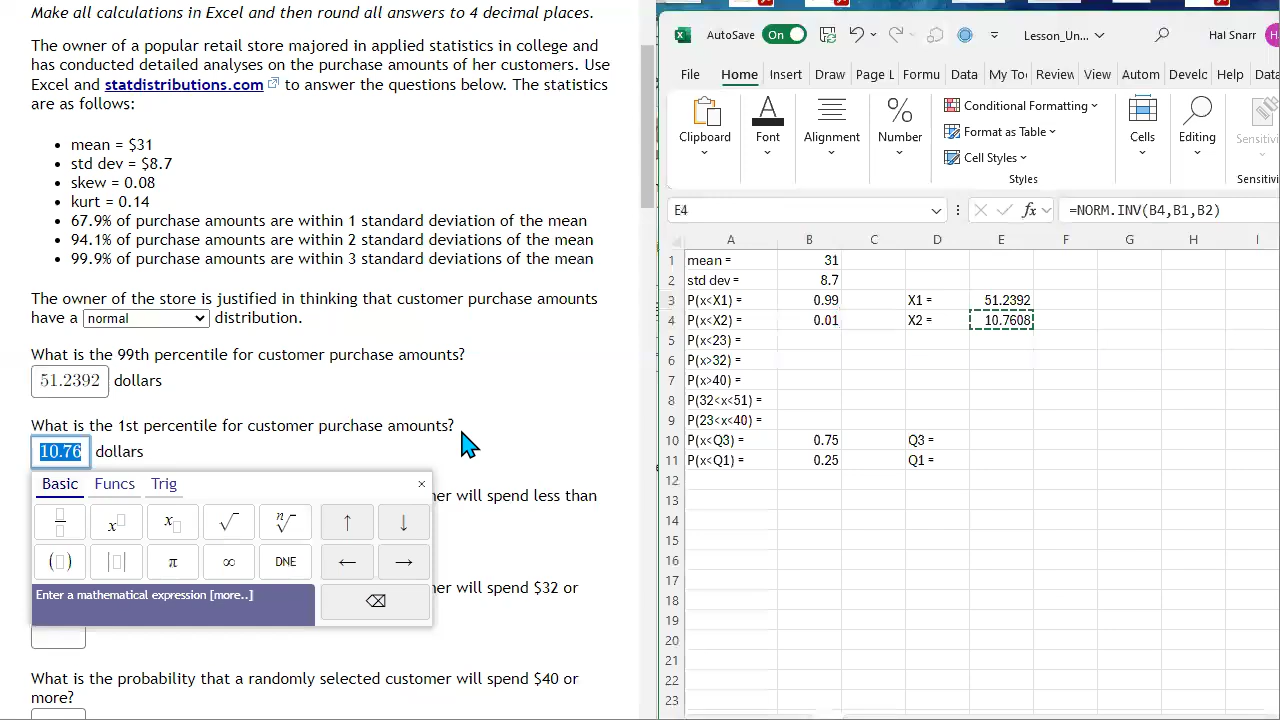 Make all calculations in Excel and then round all answers to 4 decimal places.
The owner of a popular retail store majored in applied statistics in college and
has conducted detailed analyses on the purchase amounts of her customers. Use
Excel and statdistributions.com to answer the questions below. The statistics
are as follows:
• mean = $31
• std dev = $8.7
• skew = 0.08
• kurt = 0.14
• 67.9% of purchase amounts are within 1 standard deviation of the mean
• 94.1% of purchase amounts are within 2 standard deviations of the mean
• 99.9% of purchase amounts are within 3 standard deviations of the mean
The owner of the store is justified in thinking that customer purchase amounts
have a normal distribution.
What is the 99th percentile for customer purchase amounts?
51.2392 dollars
What is the 1st percentile for customer purchase amounts?
10.76 dollars
Basic Funcs Trig ×
er will spend less than
√ n√ ↑ ↓
π ∞ DNE ← →
er will spend $32 or
Enter a mathematical expression [more..]
What is the probability that a randomly selected customer will spend $40 or
more?
AutoSave On Lesson_Un... Hal Snarr H
File Home Insert Draw Page L Formu Data My To Review View Autom Develc Help Data
Clipboard Font Alignment Number Conditional Formatting Format as Table Cell Styles Cells Editing Sensitivi
Styles Sensitivi
E4 fx =NORM.INV(B4,B1,B2)
A B C D E F G H I
1 mean = 31
2 std dev = 8.7
3 P(x<X1) = 0.99 X1 = 51.2392
4 P(x<X2) = 0.01 X2 = 10.7608
5 P(x<23) =
6 P(x>32) =
7 P(x>40) =
8 P(32<x<51) =
9 P(23<x<40) =
10 P(x<Q3) = 0.75 Q3 =
11 P(x<Q1) = 0.25 Q1 =
12
13
14
15
16
17
18
19
20
21
22
23